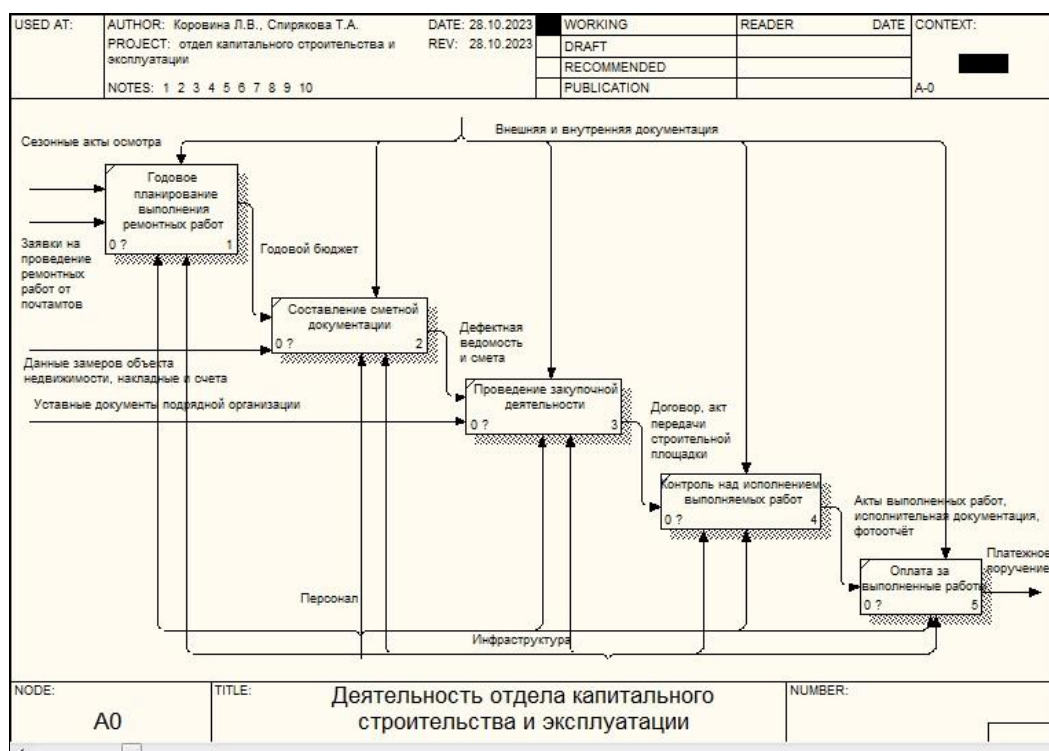 USED AT:
AUTHOR: Коровина Л.В., Спирякова Т.А.
DATE: 28.10.2023
PROJECT: отдел капитального строительства и
эксплуатации
REV: 28.10.2023
NOTES: 1 2 3 4 5 6 7 8 9 10
WORKING
DRAFT
RECOMMENDED
PUBLICATION
READER
DATE
CONTEXT:
A-0
Внешняя и внутренняя документация
Сезонные акты осмотра
Годовое
планирование
выполнения
ремонтных работ
0 ?
1
Заявки на
проведение
ремонтных
работ от
почтамтов
Годовой бюджет
Составление сметной
документации
0 ?
2
Дефектная
ведомость
и смета
Данные замеров объекта
недвижимости, накладные и счета
Уставные документы подрядной организации
Проведение закупочной
деятельности
0 ?
3
Договор, акт
передачи
строительной
площадки
Контроль над исполнением
выполняемых работ
0 ?
4
Акты выполненных работ,
исполнительная документация,
фотоотчёт
Оплата за
выполненные работы
0 ?
5
Платежное
поручение
Персонал
Инфраструктура
NODE:
A0
TITLE:
Деятельность отдела капитального
строительства и эксплуатации
NUMBER: